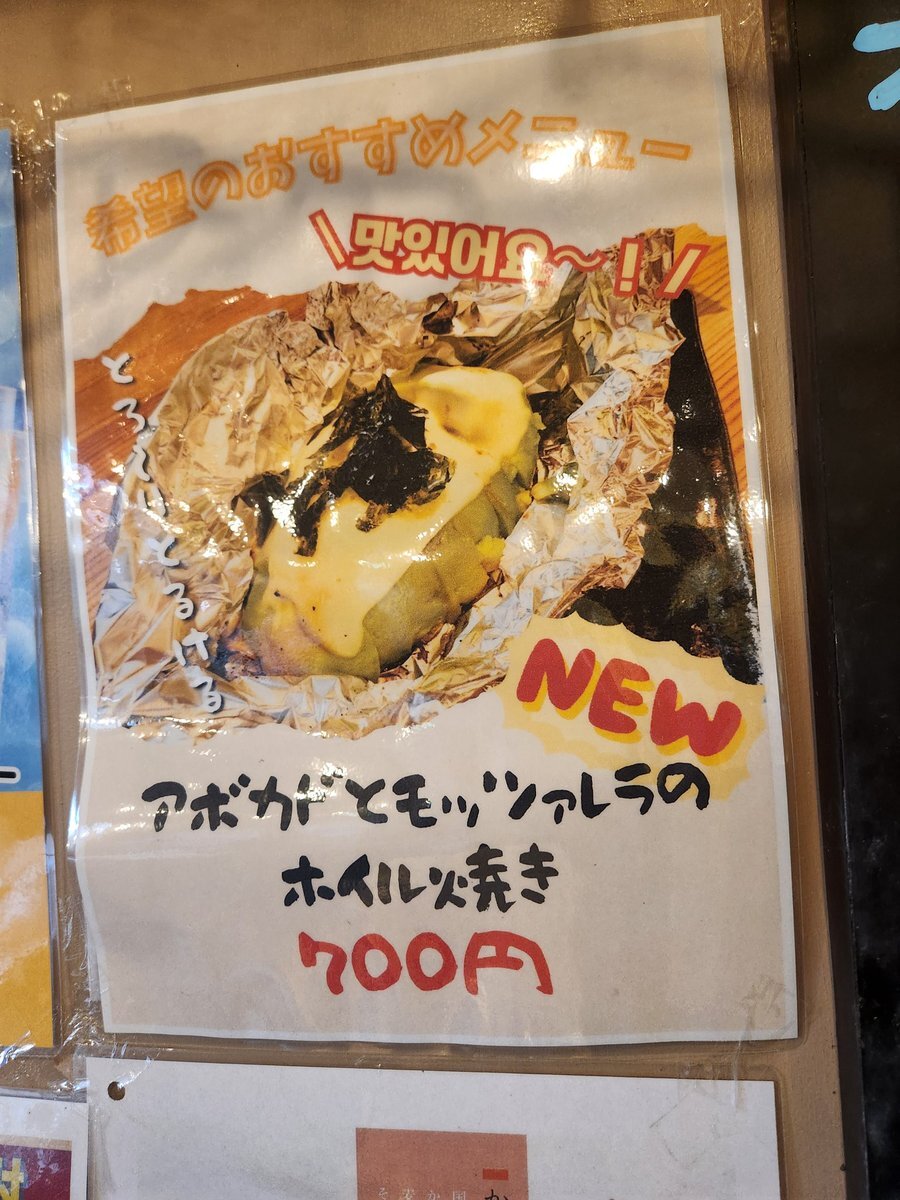 希望のおすすめメニュー
\맛있어요~!/
とろ〜りとろける
NEW
アボカドとモッツァレラの
ホイル焼き
700円